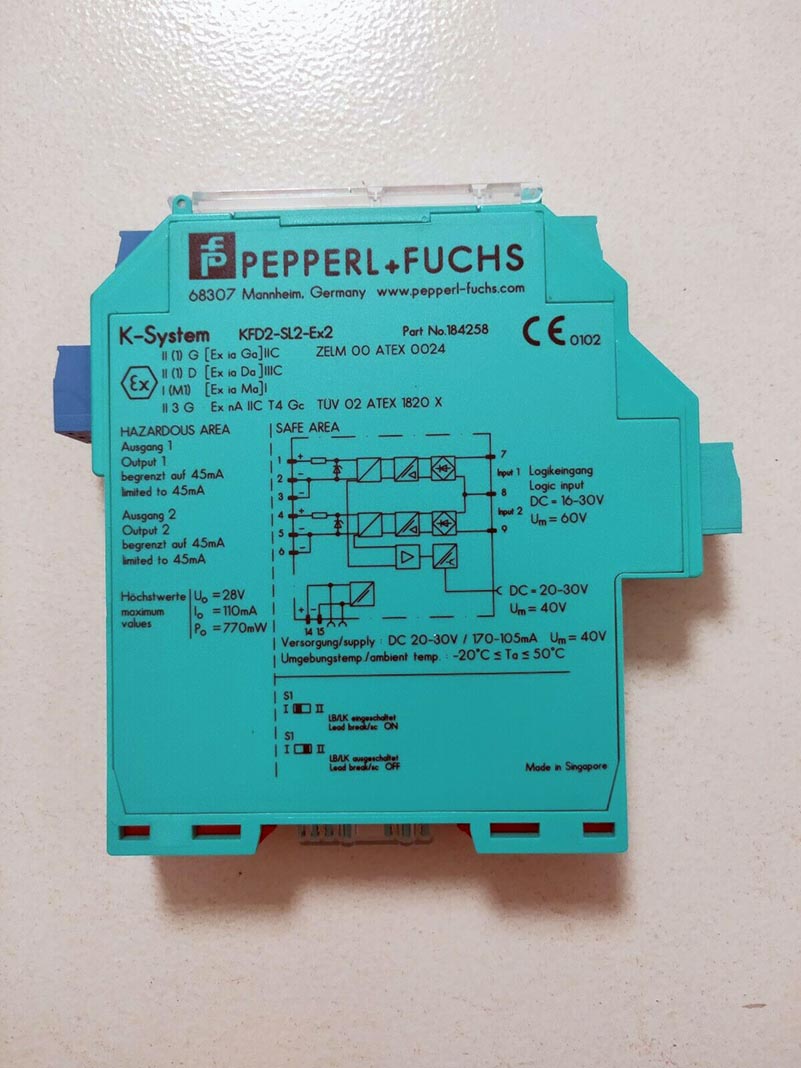 PEPPERL+FUCHS
68307 Mannheim, Germany www.pepperl-fuchs.com
K-System KFD2-SL2-Ex2 Part No.184258 CE 0102
II (1) G [Ex ia Ga]IIC ZELM 00 ATEX 0024
II (1) D [Ex ia Da]IIIC
I (M1) [Ex ia Ma]I
II 3 G Ex nA IIC T4 Gc TÜV 02 ATEX 1820 X
Ex
HAZARDOUS AREA
Ausgang 1
Output 1
begrenzt auf 45mA
limited to 45mA
Ausgang 2
Output 2
begrenzt auf 45mA
limited to 45mA
Höchstwerte
maximum
values
Uo = 28V
Io = 110mA
Po = 770mW
SAFE AREA
1 +
2 −
3 −
4 +
5 −
6 −
7
Input 1
8
Input 2
9
Logikeingang
Logic input
DC = 16-30V
Um = 60V
DC = 20-30V
Um = 40V
+ −
14 15
Versorgung/supply : DC 20-30V / 170-105mA Um = 40V
Umgebungstemp./ambient temp. : -20°C ≤ Ta ≤ 50°C
S1
I II
LB/LK eingeschaltet
Lead break/sc ON
S1
I II
LB/LK ausgeschaltet
Lead break/sc OFF
Made in Singapore